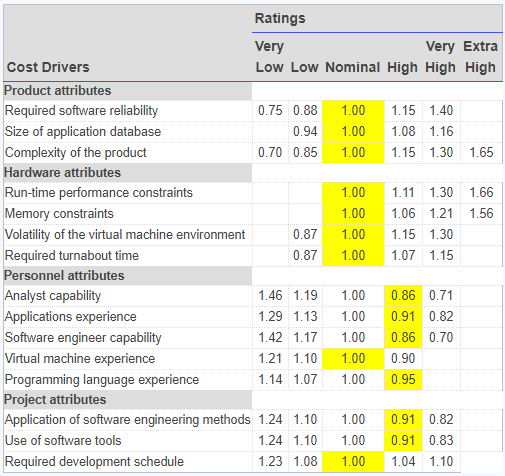 Ratings
Very Very Extra
Cost Drivers Low Low Nominal High High High
Product attributes
Required software reliability 0.75 0.88 1.00 1.15 1.40
Size of application database 0.94 1.00 1.08 1.16
Complexity of the product 0.70 0.85 1.00 1.15 1.30 1.65
Hardware attributes
Run-time performance constraints 1.00 1.11 1.30 1.66
Memory constraints 1.00 1.06 1.21 1.56
Volatility of the virtual machine environment 0.87 1.00 1.15 1.30
Required turnabout time 0.87 1.00 1.07 1.15
Personnel attributes
Analyst capability 1.46 1.19 1.00 0.86 0.71
Applications experience 1.29 1.13 1.00 0.91 0.82
Software engineer capability 1.42 1.17 1.00 0.86 0.70
Virtual machine experience 1.21 1.10 1.00 0.90
Programming language experience 1.14 1.07 1.00 0.95
Project attributes
Application of software engineering methods 1.24 1.10 1.00 0.91 0.82
Use of software tools 1.24 1.10 1.00 0.91 0.83
Required development schedule 1.23 1.08 1.00 1.04 1.10